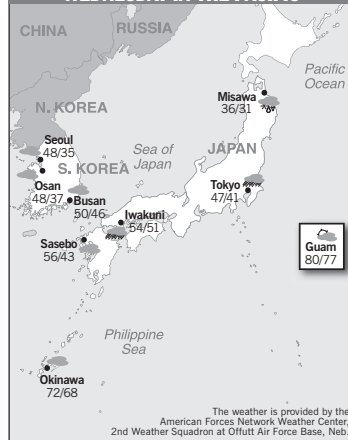 CHINA
RUSSIA
Pacific
Ocean
N. KOREA
Misawa
36/31
Seoul
48/35
Sea of
Japan
JAPAN
S. KOREA
Osan
48/37
Busan
50/46
Tokyo
47/41
Iwakuni
54/51
Sasebo
56/43
Guam
80/77
Philippine
Sea
Okinawa
72/68
The weather is provided by the
American Forces Network Weather Center,
2nd Weather Squadron at Offutt Air Force Base, Neb.